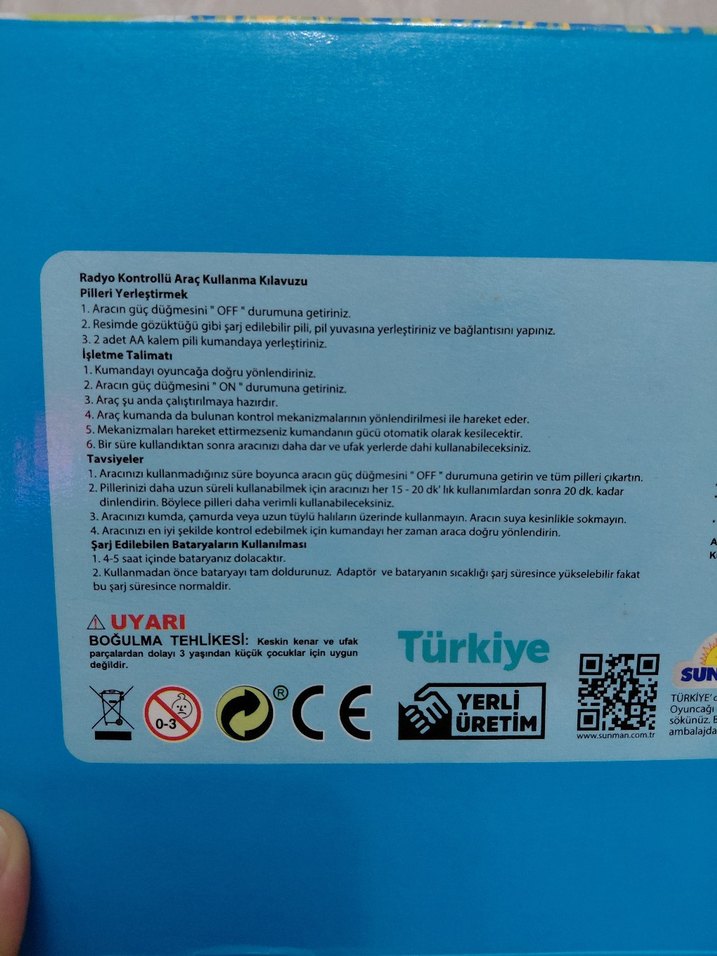 Radyo Kontrollü Araç Kullanma Kılavuzu
Pilleri Yerleştirmek
1. Aracın güç düğmesini " OFF " durumuna getiriniz.
2. Resimde gözüktüğü gibi şarj edilebilir pili, pil yuvasına yerleştiriniz ve bağlantısını yapınız.
3. 2 adet AA kalem pili kumandaya yerleştiriniz.
İşletme Talimatı
1. Kumandayı oyuncağa doğru yönlendiriniz.
2. Aracın güç düğmesini " ON " durumuna getiriniz.
3. Araç şu anda çalıştırılmaya hazırdır.
4. Araç kumanda da bulunan kontrol mekanizmalarının yönlendirilmesi ile hareket eder.
5. Mekanizmaları hareket ettirmezseniz kumandanın gücü otomatik olarak kesilecektir.
6. Bir süre kullandıktan sonra aracınızı daha dar ve ufak yerlerde dahi kullanabileceksiniz.
Tavsiyeler
1. Aracınızı kullanmadığınız süre boyunca aracın güç düğmesini " OFF " durumuna getirin ve tüm pilleri çıkartın.
2. Pillerinizi daha uzun süreli kullanabilmek için aracınızı her 15 - 20 dk' lık kullanımlardan sonra 20 dk. kadar
dinlendirin. Böylece pilleri daha verimli kullanabileceksiniz.
3. Aracınızı kumda, çamurda veya uzun tüylü halıların üzerinde kullanmayın. Aracın suya kesinlikle sokmayın.
4. Aracınızı en iyi şekilde kontrol edebilmek için kumandayı her zaman araca doğru yönlendirin.
Şarj Edilebilen Bataryaların Kullanılması
1. 4-5 saat içinde bataryanız dolacaktır.
2. Kullanmadan önce bataryayı tam doldurunuz. Adaptör ve bataryanın sıcaklığı şarj süresince yükselebilir fakat
bu şarj süresince normaldir.
UYARI
BOĞULMA TEHLİKESİ: Keskin kenar ve ufak
parçalardan dolayı 3 yaşından küçük çocuklar için uygun
değildir.
0-3
® CE
Türkiye
YERLİ
ÜRETİM
www.sunman.com.tr
SUN
TÜRKİYE'
Oyuncağı
sökünüz.
ambalajda